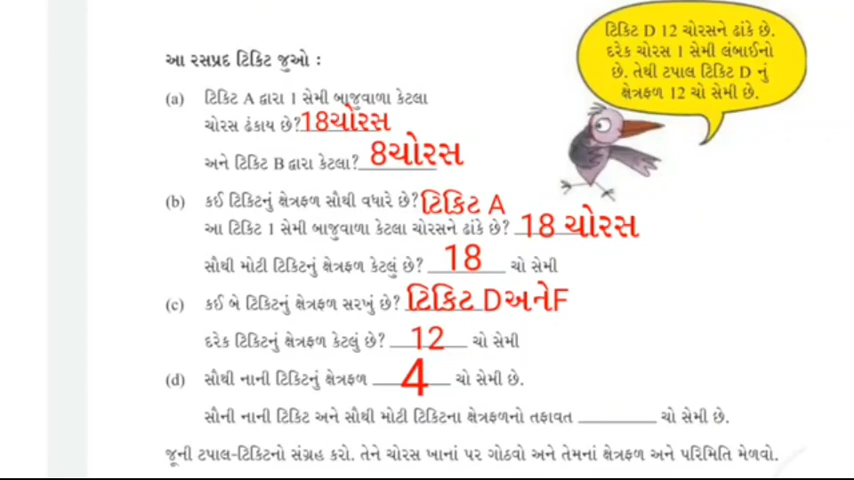 ટિકિટ D 12 ચોરસને ઢાંકે છે.
દરેક ચોરસ 1 સેમી લંબાઈનો
છે. તેથી ટપાલ ટિકિટ D નું
ક્ષેત્રફળ 12 ચો સેમી છે.
આ રસપ્રદ ટિકિટ જુઓ :
(a) ટિકિટ A દ્વારા 1 સેમી બાજુવાળા કેટલા
ચોરસ ઢંકાય છે? 18ચોરસ
અને ટિકિટ B દ્વારા કેટલા? 8ચોરસ
(b) કઈ ટિકિટનું ક્ષેત્રફળ સૌથી વધારે છે? ટિકિટ A
આ ટિકિટ 1 સેમી બાજુવાળા કેટલા ચોરસને ઢાંકે છે? 18 ચોરસ
સૌથી મોટી ટિકિટનું ક્ષેત્રફળ કેટલું છે? 18 ચો સેમી
(c) કઈ બે ટિકિટનું ક્ષેત્રફળ સરખું છે? ટિકિટ DઅનેF
દરેક ટિકિટનું ક્ષેત્રફળ કેટલું છે? 12 ચો સેમી
(d) સૌથી નાની ટિકિટનું ક્ષેત્રફળ 4 ચો સેમી છે.
સૌની નાની ટિકિટ અને સૌથી મોટી ટિકિટના ક્ષેત્રફળનો તફાવત ________ ચો સેમી છે.
જૂની ટપાલ-ટિકિટનો સંગ્રહ કરો. તેને ચોરસ ખાનાં પર ગોઠવો અને તેમનાં ક્ષેત્રફળ અને પરિમિતિ મેળવો.